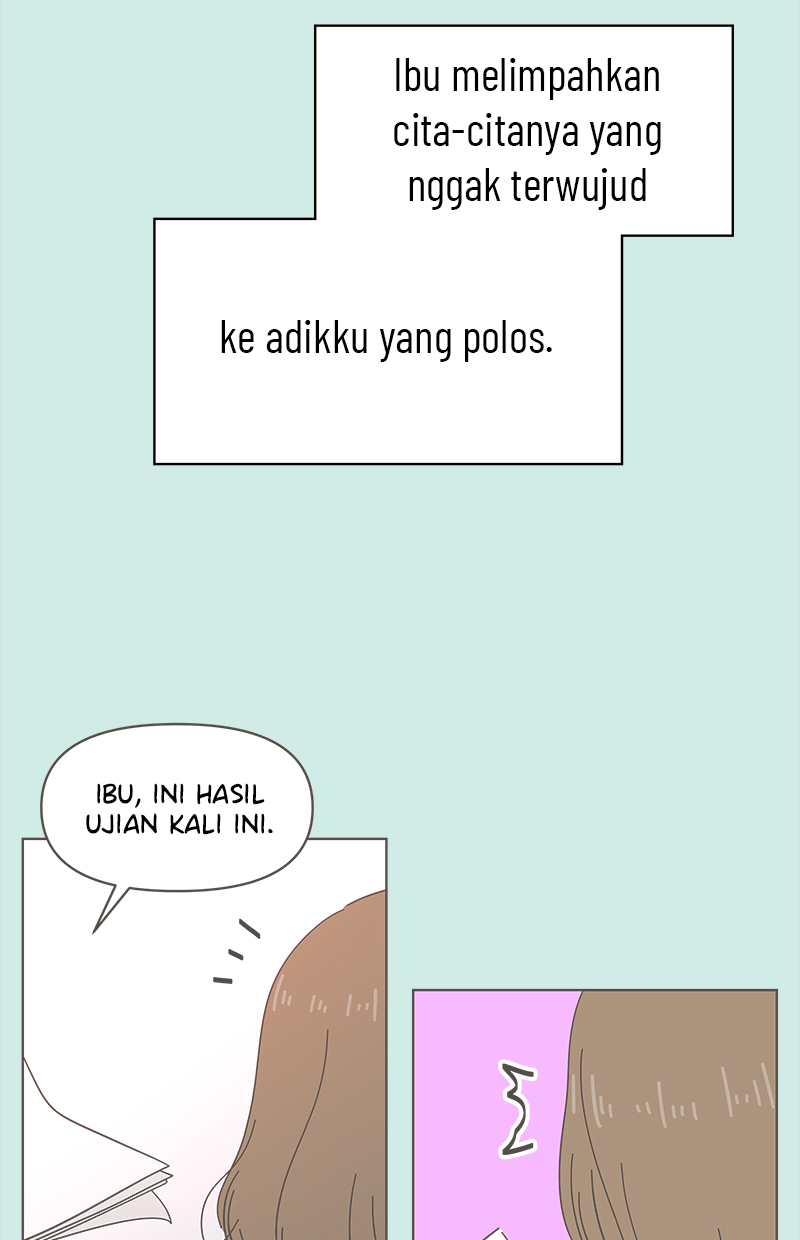 Ibu melimpahkan
cita-citanya yang
nggak terwujud
ke adikku yang polos.
IBU, INI HASIL
UJIAN KALI INI.